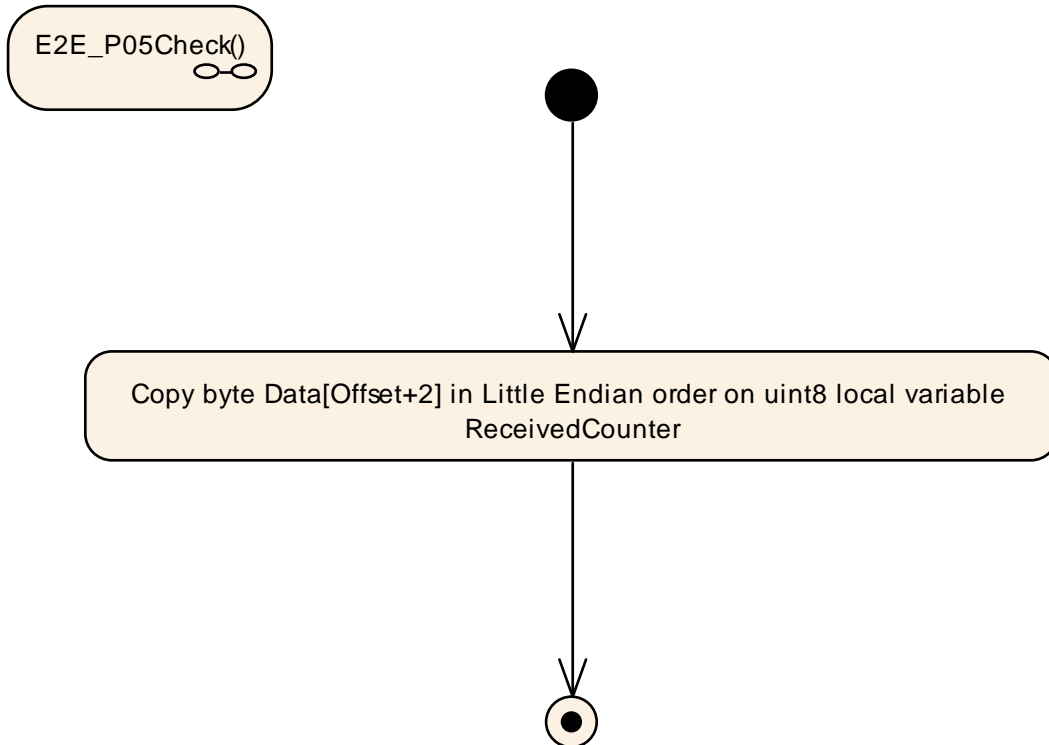 E2E_P05Check()
Copy byte Data[Offset+2] in Little Endian order on uint8 local variable
ReceivedCounter